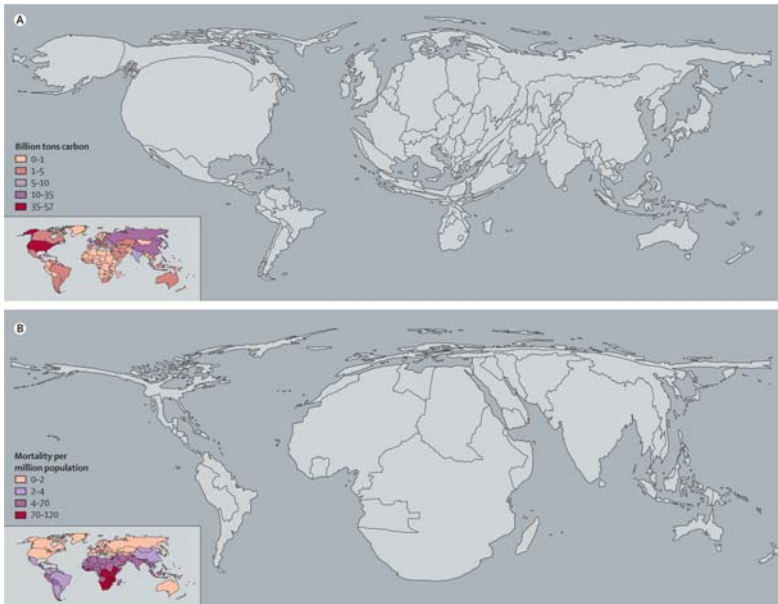 A
Billion tons carbon
0–1
1–5
5–10
10–35
35–57
B
Mortality per
million population
0–2
2–4
4–70
70–120